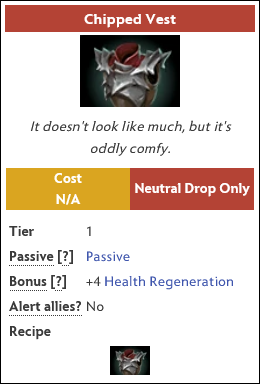 Chipped Vest
It doesn't look like much, but it's
oddly comfy.
Cost
N/A
Neutral Drop Only
Tier 1
Passive [?] Passive
Bonus [?] +4 Health Regeneration
Alert allies? No
Recipe